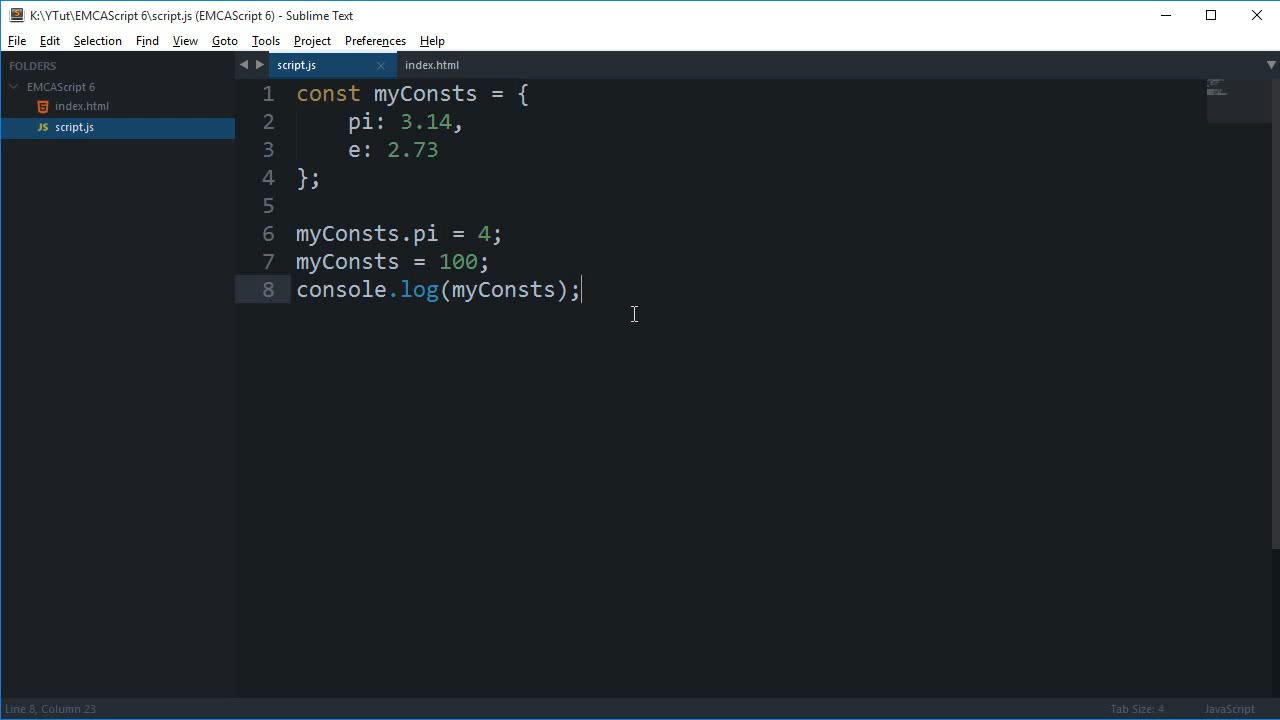 K:\YTut\EMCAScript 6\script.js (EMCAScript 6) - Sublime Text
File Edit Selection Find View Goto Tools Project Preferences Help
FOLDERS
EMCAScript 6
index.html
JS script.js
script.js index.html
1 const myConsts = {
2     pi: 3.14,
3     e: 2.73
4 };
5
6 myConsts.pi = 4;
7 myConsts = 100;
8 console.log(myConsts);
Line 8, Column 23 Tab Size: 4 JavaScript